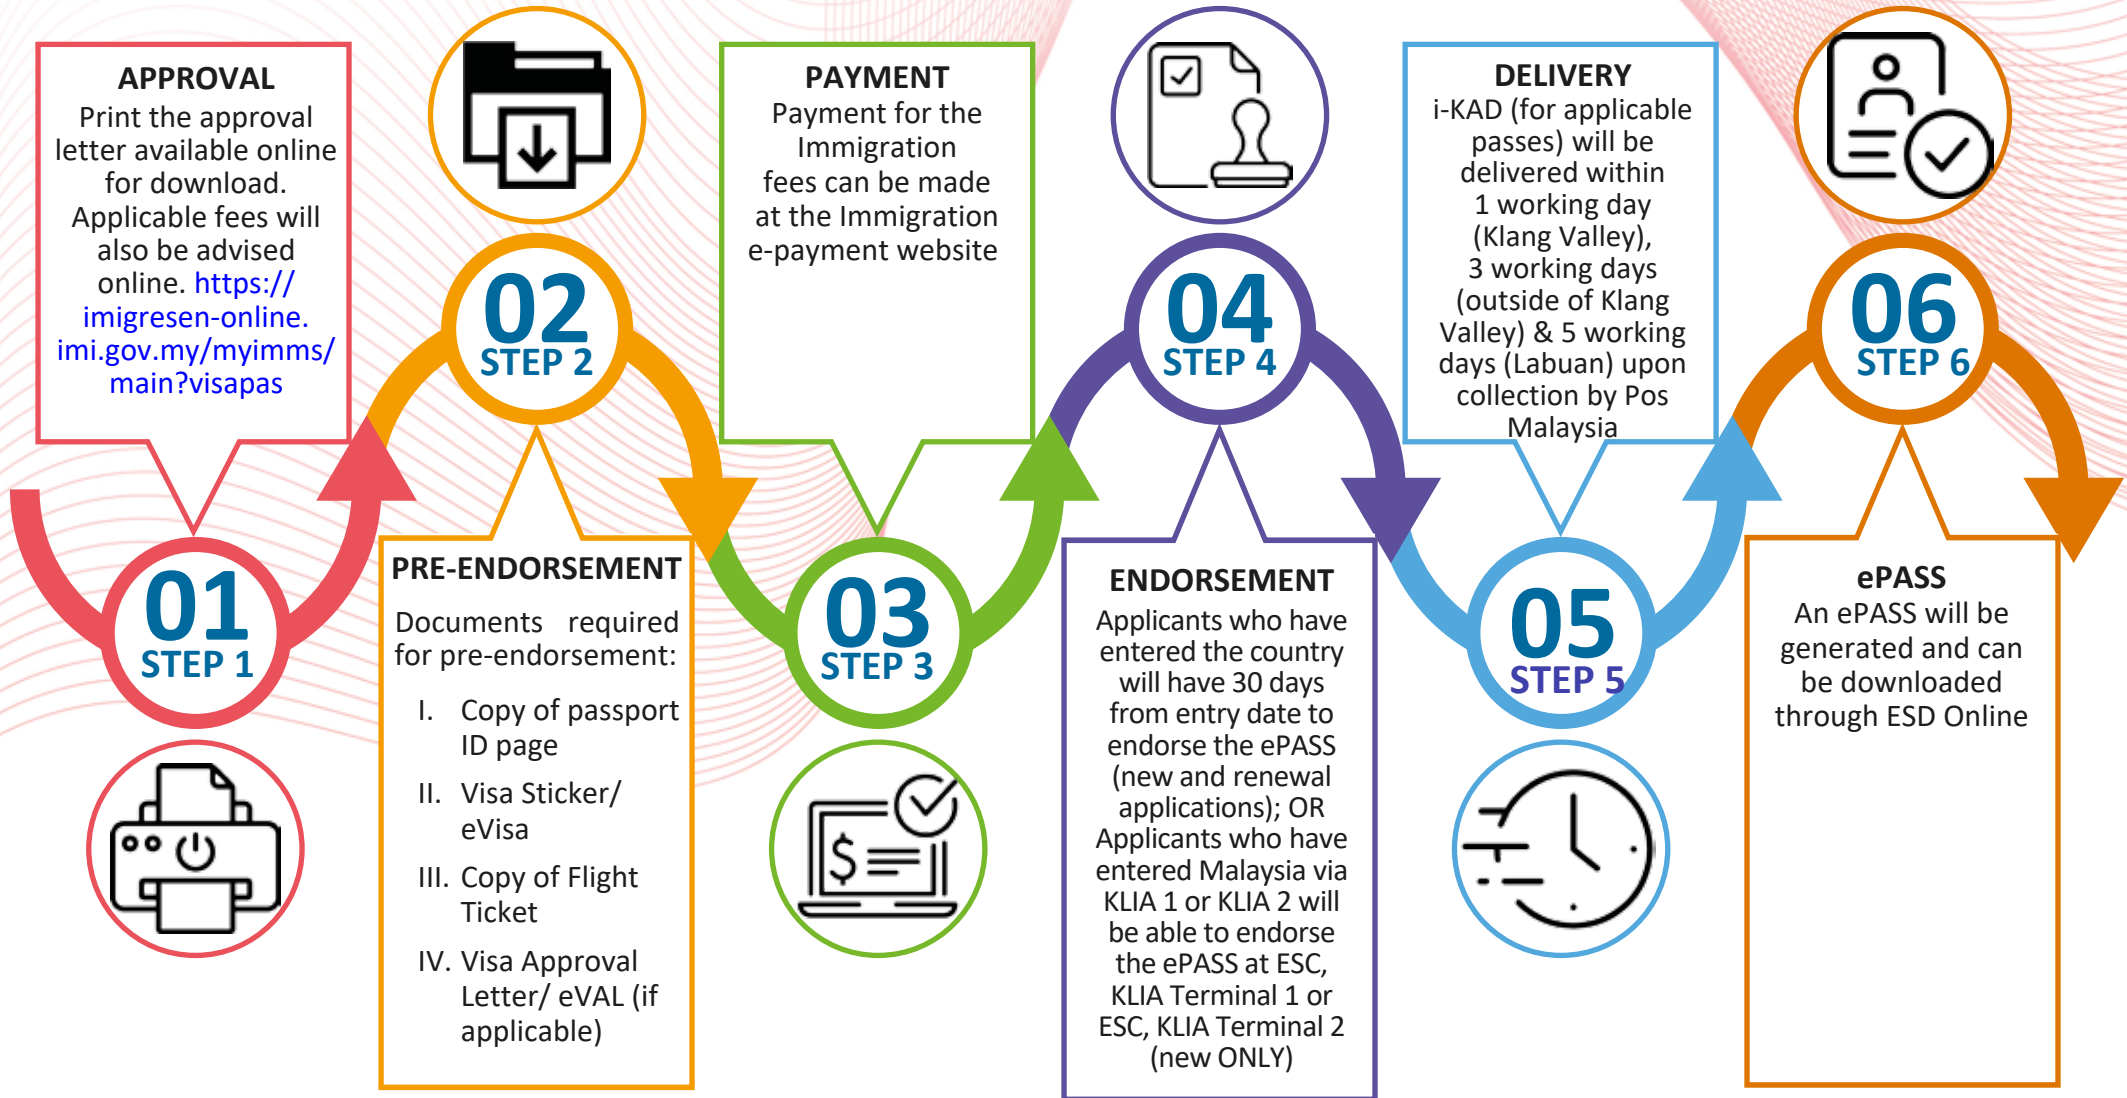 APPROVAL
Print the approval
letter available online
for download.
Applicable fees will
also be advised
online. https://
imigresen-online.
imi.gov.my/myimms/
main?visapas
01
STEP 1
02
STEP 2
PRE-ENDORSEMENT
Documents required
for pre-endorsement:
I. Copy of passport
ID page
II. Visa Sticker/
eVisa
III. Copy of Flight
Ticket
IV. Visa Approval
Letter/ eVAL (if
applicable)
PAYMENT
Payment for the
Immigration
fees can be made
at the Immigration
e-payment website
03
STEP 3
$
04
STEP 4
ENDORSEMENT
Applicants who have
entered the country
will have 30 days
from entry date to
endorse the ePASS
(new and renewal
applications); OR
Applicants who have
entered Malaysia via
KLIA 1 or KLIA 2 will
be able to endorse
the ePASS at ESC,
KLIA Terminal 1 or
ESC, KLIA Terminal 2
(new ONLY)
DELIVERY
i-KAD (for applicable
passes) will be
delivered within
1 working day
(Klang Valley),
3 working days
(outside of Klang
Valley) & 5 working
days (Labuan) upon
collection by Pos
Malaysia
05
STEP 5
06
STEP 6
ePASS
An ePASS will be
generated and can
be downloaded
through ESD Online